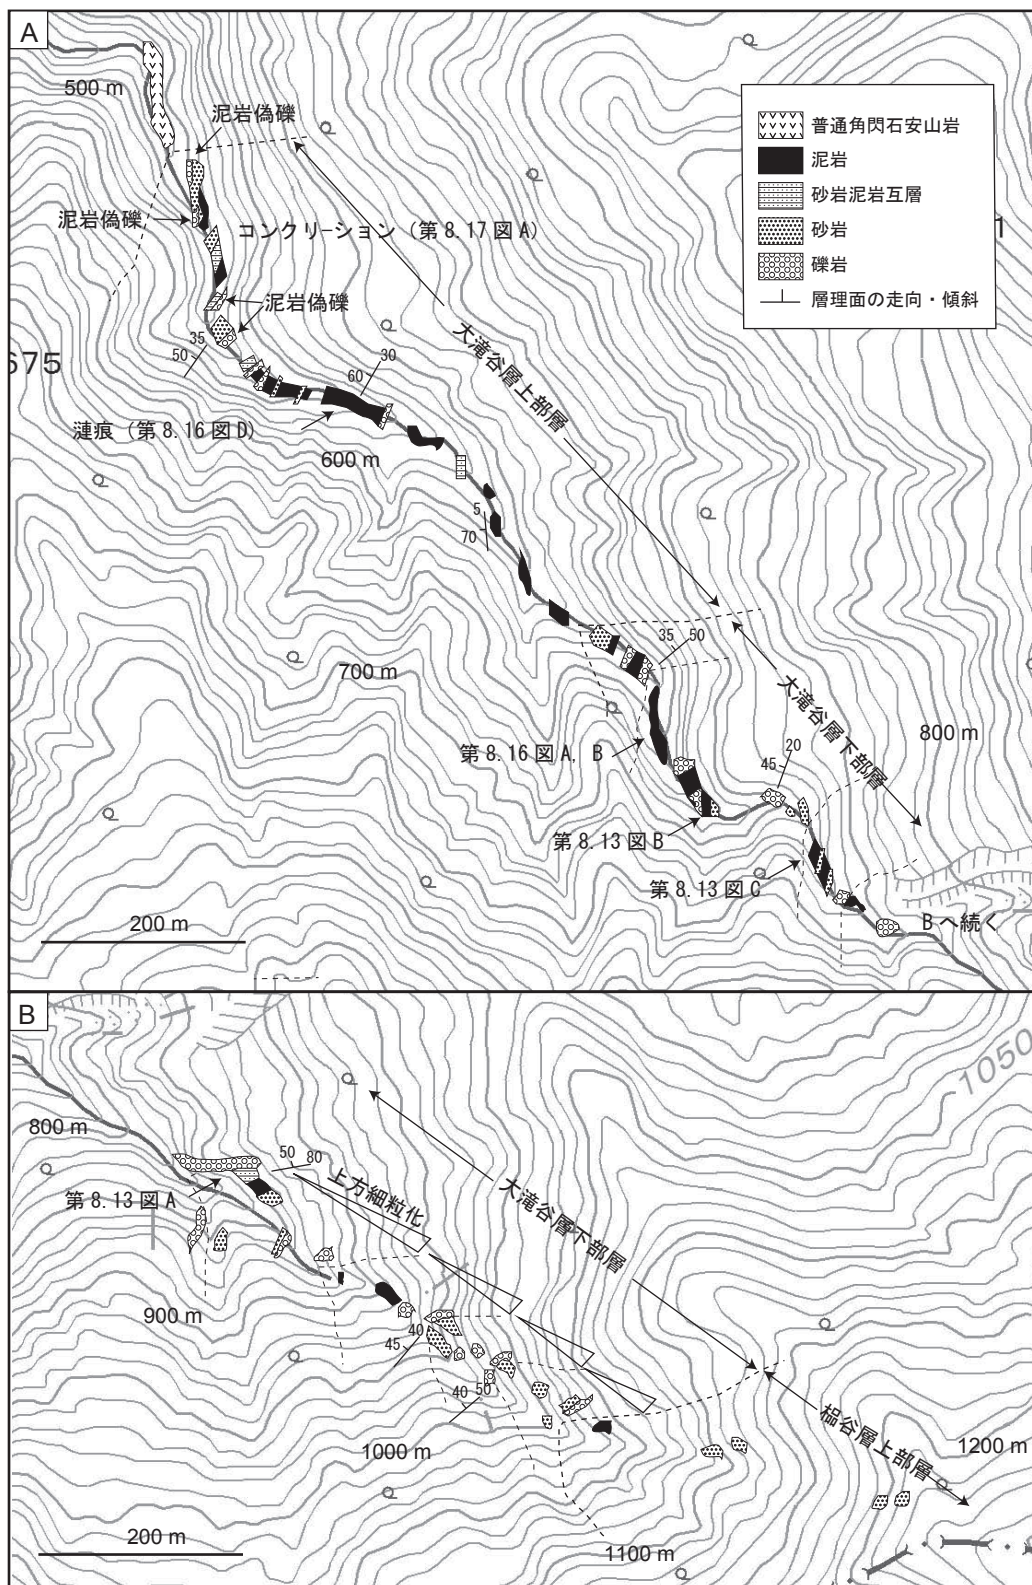 A
500 m
泥岩偽礫
普通角閃石安山岩
泥岩
砂岩泥岩互層
砂岩
礫岩
層理面の走向・傾斜
泥岩偽礫
コンクリーション (第 8.17 図 A)
1
泥岩偽礫
大滝谷層上部層
35
50
675
30
60
漣痕 (第 8.16 図 D)
600 m
5
70
35
50
700 m
大滝谷層下部層
800 m
第 8.16 図 A, B
20
45
第 8.13 図 B
第 8.13 図 C
200 m
B へ続く
B
1050
800 m
50
80
上方細粒化
第 8.13 図 A
大滝谷層下部層
900 m
40
45
40
50
1000 m
榀谷層上部層
1200 m
200 m
1100 m